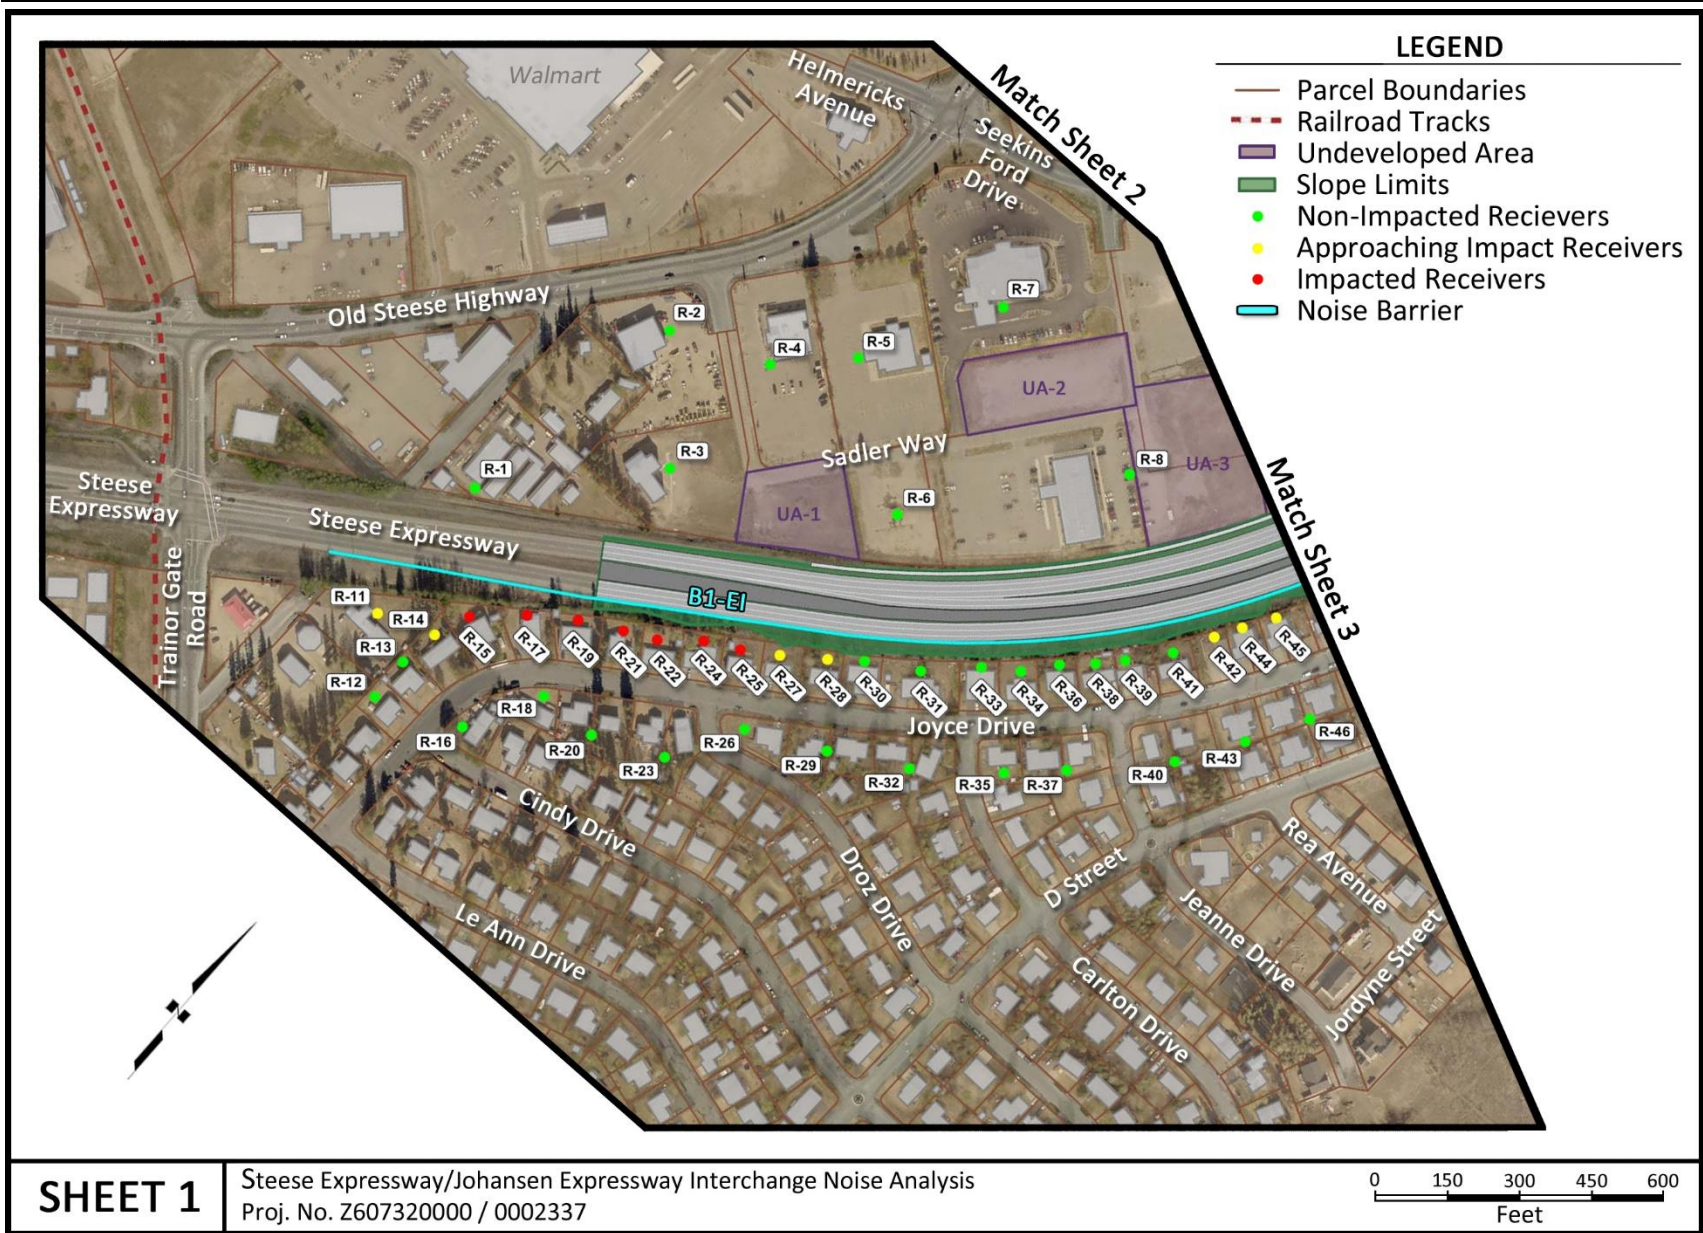 LEGEND
Parcel Boundaries
Railroad Tracks
Undeveloped Area
Slope Limits
Non-Impacted Recievers
Approaching Impact Receivers
Impacted Receivers
Noise Barrier
Walmart
Helmericks
Avenue
Match Sheet 2
Seekins
Ford
Drive
Old Steese Highway
R-2
R-7
R-4
R-5
UA-2
R-3
Sadler Way
R-1
R-8
UA-3
Match Sheet 3
Steese
Expressway
R-6
UA-1
Steese Expressway
Trainor Gate
Road
B1-EI
R-11
R-14
R-13
R-12
R-15
R-17
R-19
R-21
R-22
R-24
R-25
R-27
R-28
R-30
R-31
R-33
R-34
R-36
R-38
R-39
R-41
R-42
R-44
R-45
R-18
R-16
R-20
R-23
R-26
R-29
R-32
R-35
R-37
R-40
R-43
R-46
Joyce Drive
Cindy Drive
Le Ann Drive
Droz Drive
D Street
Rea Avenue
Jeanne Drive
Carlton Drive
Jordyne Street
N
SHEET 1
Steese Expressway/Johansen Expressway Interchange Noise Analysis
Proj. No. Z607320000 / 0002337
0 150 300 450 600
Feet